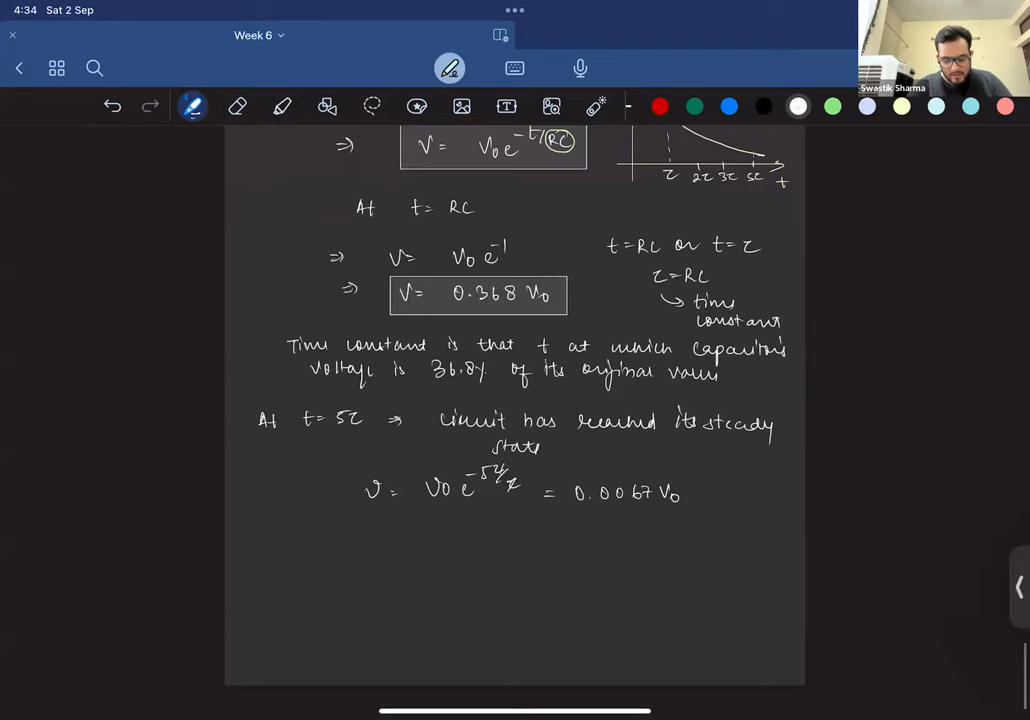 4:34 Sat 2 Sep
Week 6
Swastik Sharma
⇒ V = V₀e^-t/RC
τ 2τ 3τ 5τ t
At t = RC
⇒ V = V₀ e^-1
t = RC or t = τ
⇒ V = 0.368 V₀
τ = RC
↳ time constant
Time constant is that t at which Capacitor's
voltage is 36.8% of its original value
At t = 5τ ⇒ Circuit has reached its steady
state
V = V₀ e^-5τ/τ = 0.0067 V₀